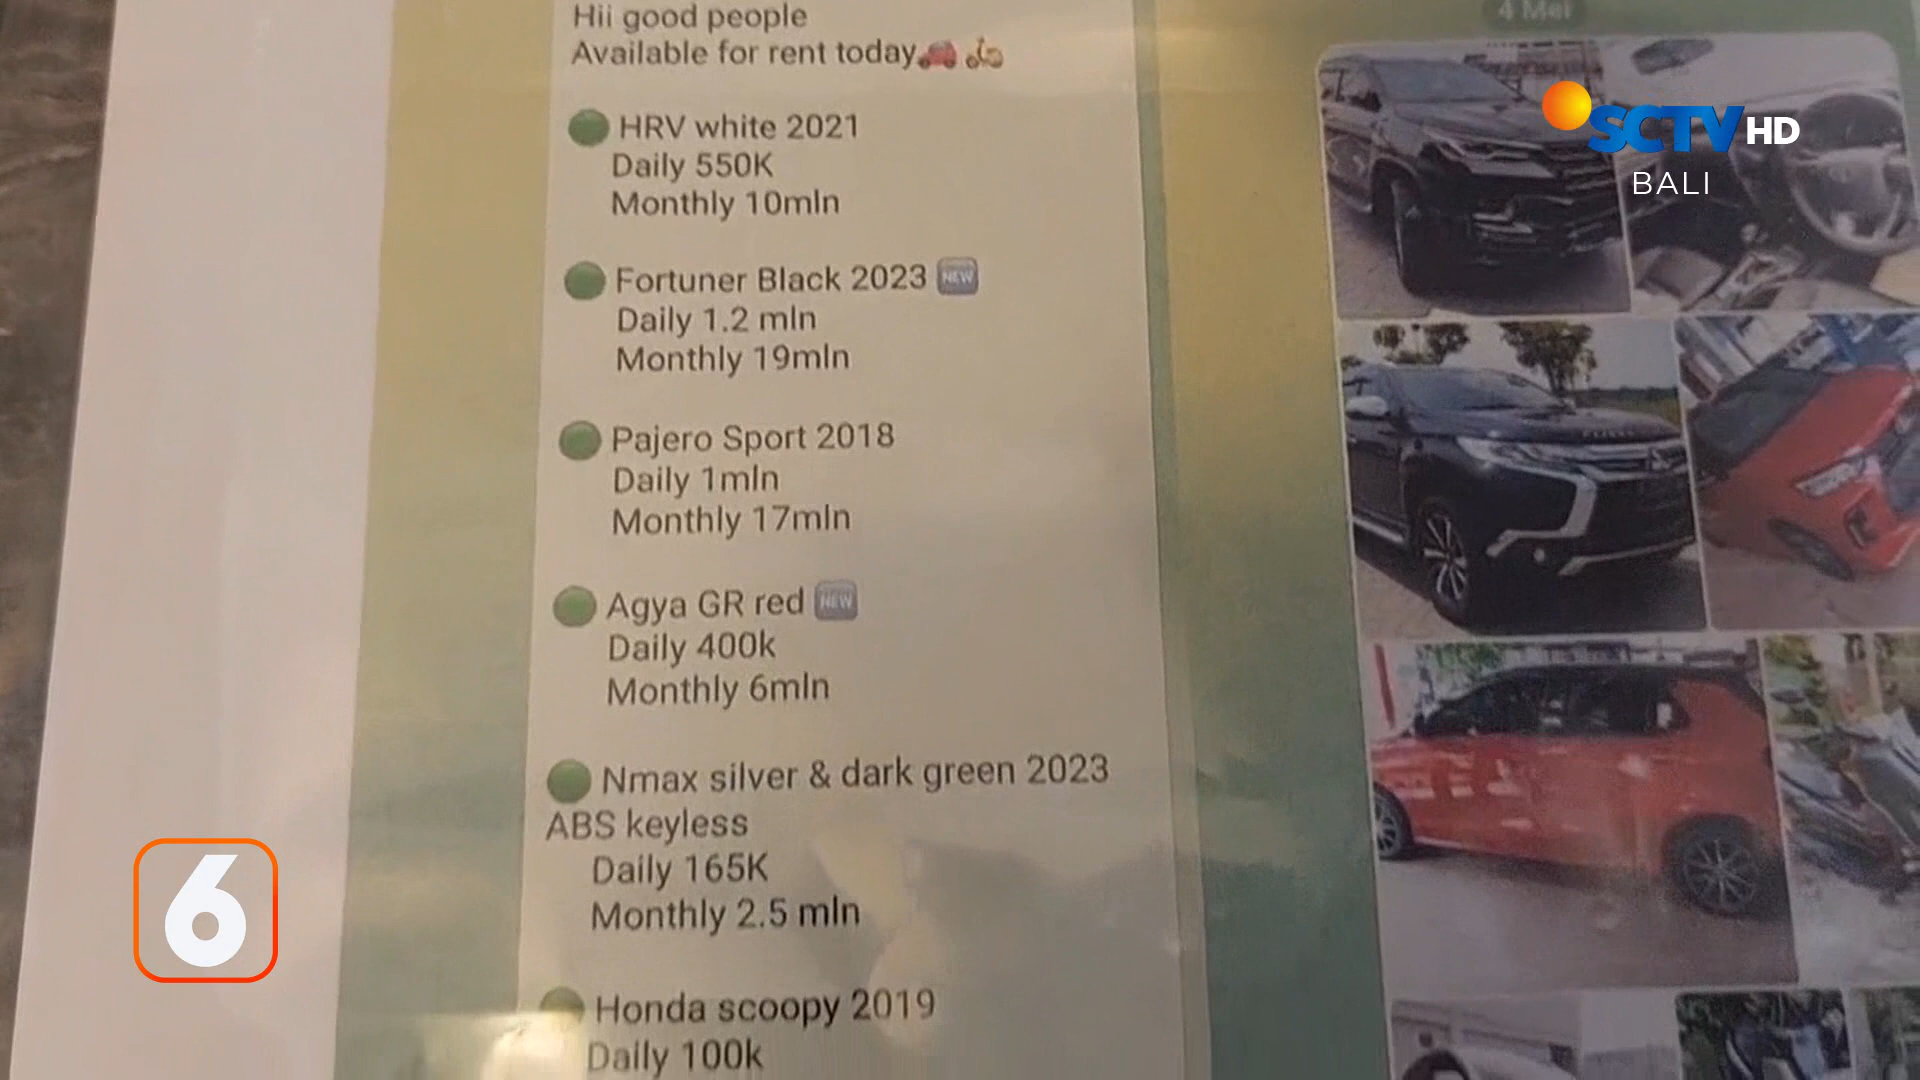 Hii good people
Available for rent today🚗🛵
🟢 HRV white 2021
Daily 550K
Monthly 10mln
🟢 Fortuner Black 2023 🆕
Daily 1.2 mln
Monthly 19mln
🟢 Pajero Sport 2018
Daily 1mln
Monthly 17mln
🟢 Agya GR red 🆕
Daily 400k
Monthly 6mln
🟢 Nmax silver & dark green 2023
ABS keyless
Daily 165K
Monthly 2.5 mln
🟢 Honda scoopy 2019
Daily 100k
4 Mei
SCTV HD
BALI
6